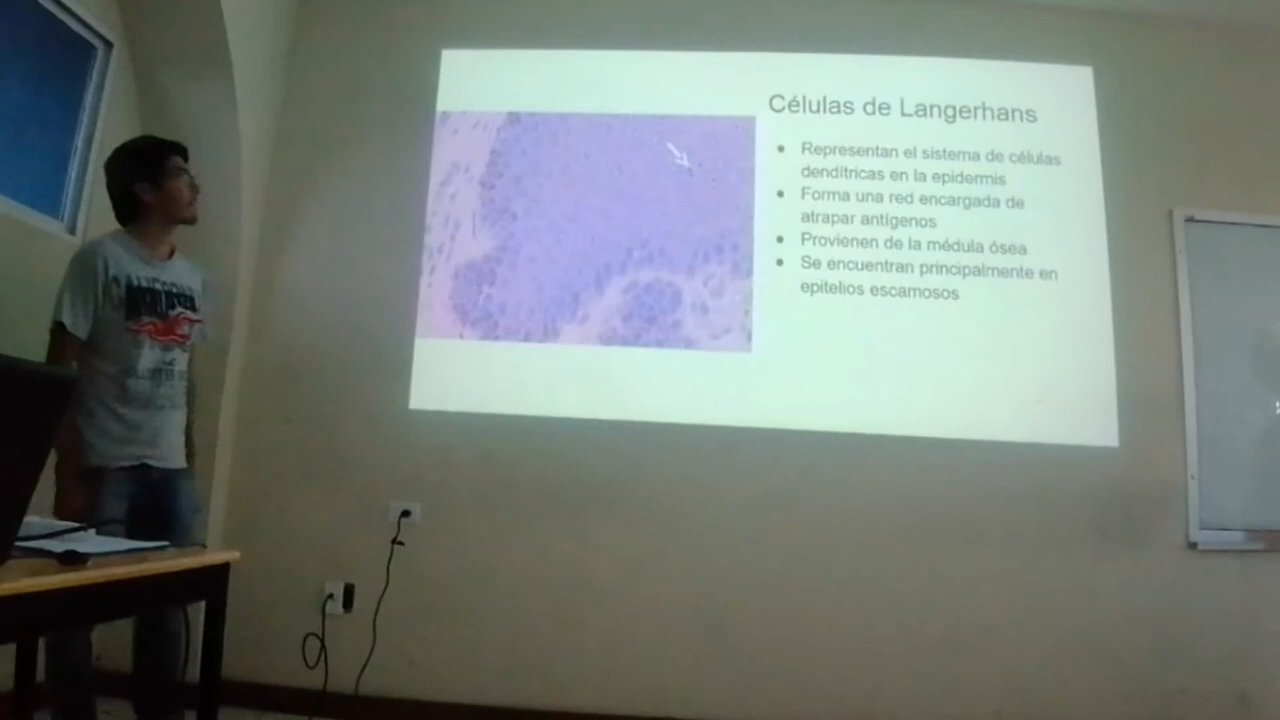 Células de Langerhans
Representan el sistema de células
dendítricas en la epidermis
Forma una red encargada de
atrapar antígenos
Provienen de la médula ósea
Se encuentran principalmente en
epitelios escamosos